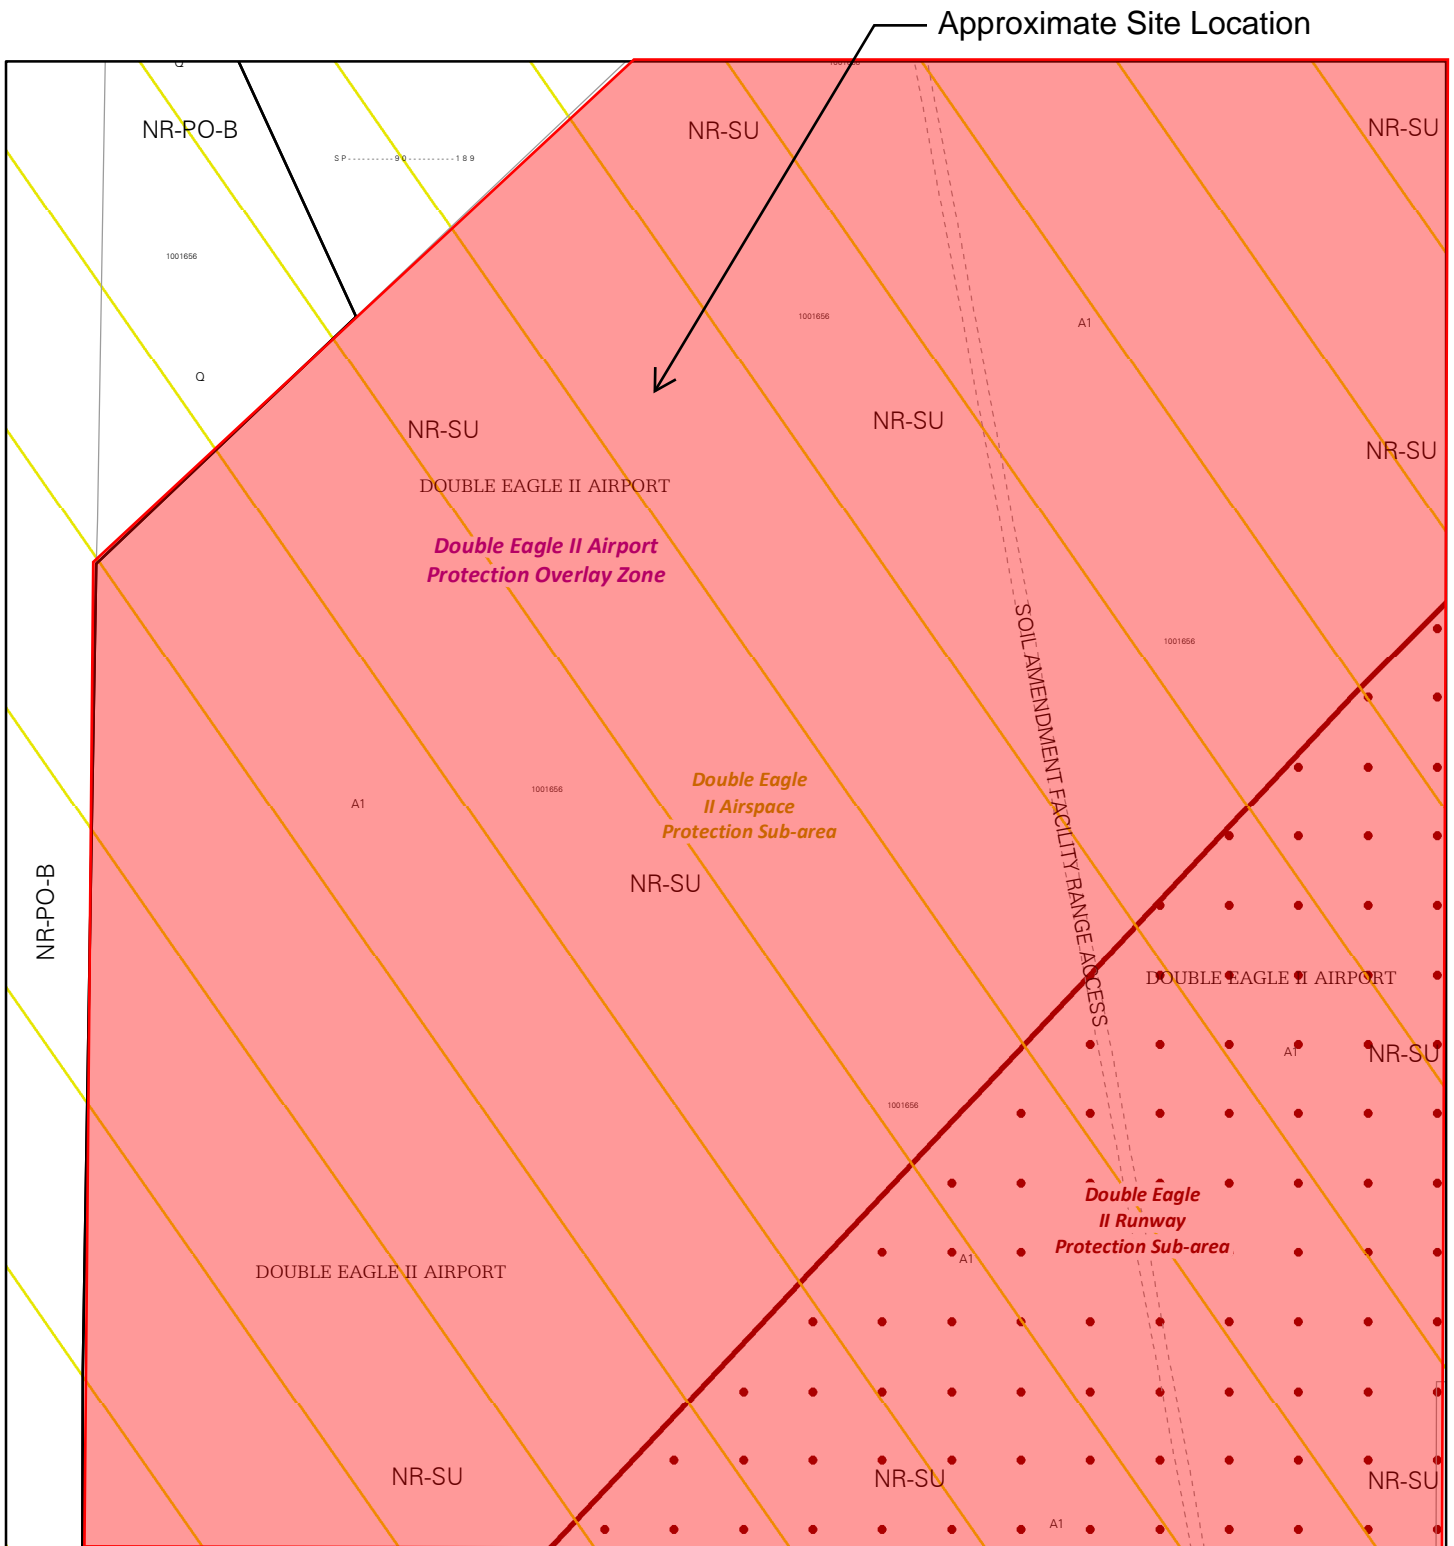 Approximate Site Location
Q
NR-PO-B
SP----------90----------189
NR-SU
NR-SU
1001656
1001656
A1
Q
NR-SU
NR-SU
NR-SU
DOUBLE EAGLE II AIRPORT
Double Eagle II Airport
Protection Overlay Zone
SOIL AMENDMENT FACILITY RANGE ACCESS
1001656
Double Eagle
II Airspace
Protection Sub-area
1001656
A1
NR-SU
NR-PO-B
DOUBLE EAGLE II AIRPORT
A1
NR-SU
1001656
Double Eagle
II Runway
Protection Sub-area
A1
DOUBLE EAGLE II AIRPORT
NR-SU
NR-SU
NR-SU
A1